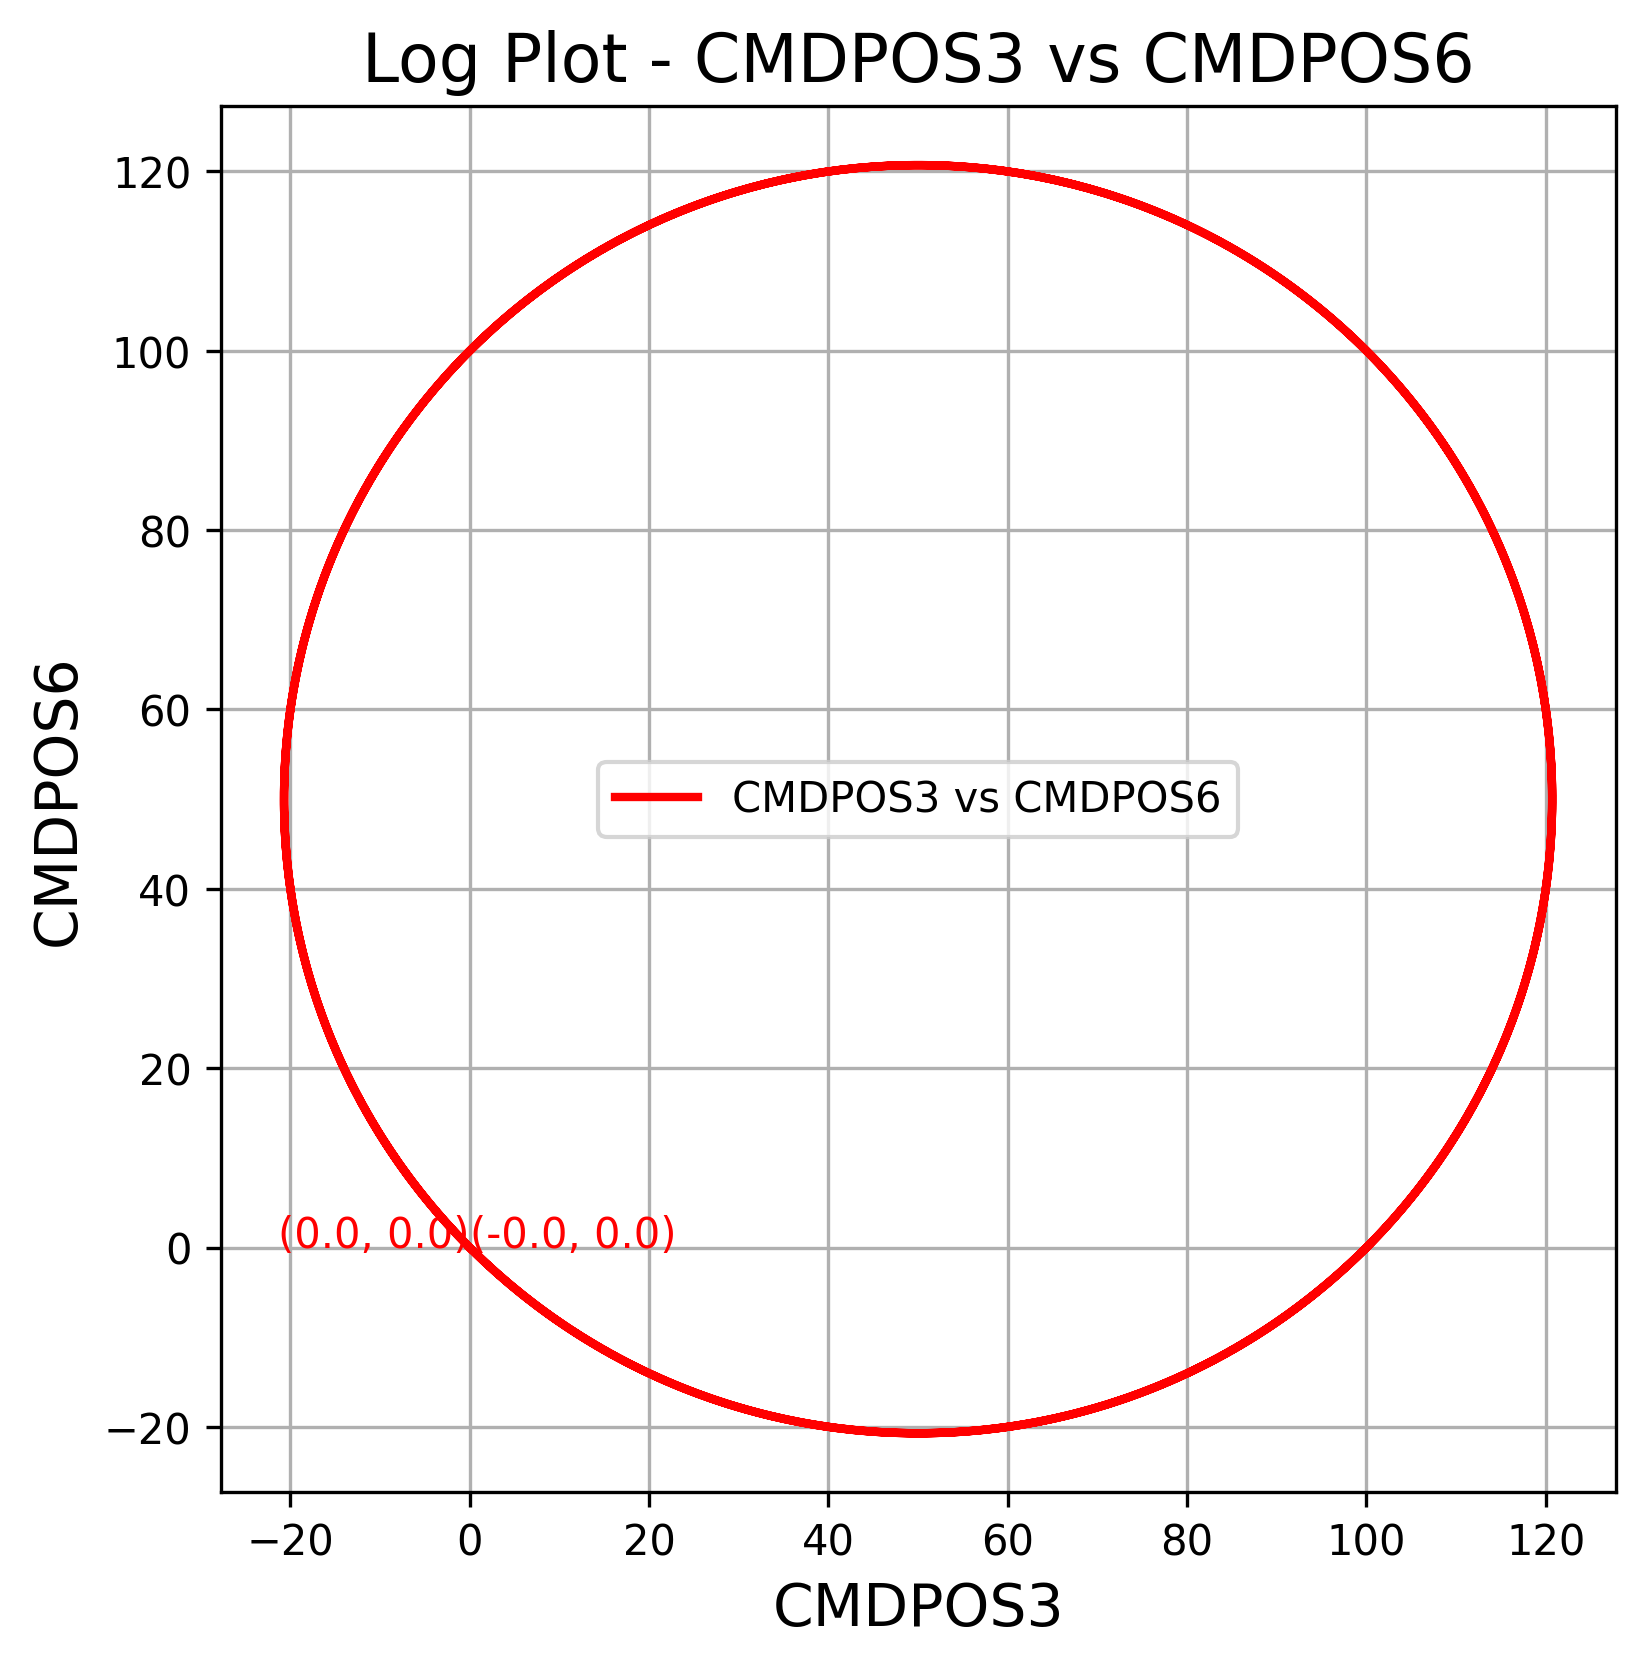 Log Plot - CMDPOS3 vs CMDPOS6
120
100
80
60
40
20
0
−20
CMDPOS6
CMDPOS3 vs CMDPOS6
(0.0, 0.0)(-0.0, 0.0)
−20 0 20 40 60 80 100 120
CMDPOS3